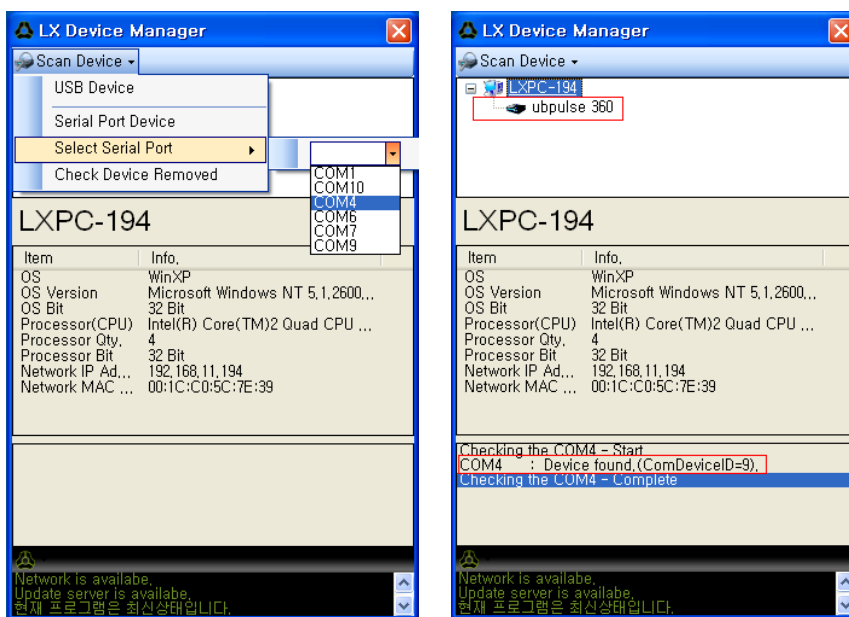 LX Device Manager
Scan Device
USB Device
Serial Port Device
Select Serial Port
Check Device Removed
COM1
COM10
COM4
COM6
COM7
COM9
LXPC-194
Item Info,
OS WinXP
OS Version Microsoft Windows NT 5,1,2600,,,
OS Bit 32 Bit
Processor(CPU) Intel(R) Core(TM)2 Quad CPU ,,,
Processor Qty, 4
Processor Bit 32 Bit
Network IP Ad,,, 192,168,11,194
Network MAC ,,, 00:1C:C0:5C:7E:39
Network is availabe,
Update server is availabe,
현재 프로그램은 최신상태입니다,
LX Device Manager
Scan Device
LXPC-194
ubpulse 360
LXPC-194
Item Info,
OS WinXP
OS Version Microsoft Windows NT 5,1,2600,,,
OS Bit 32 Bit
Processor(CPU) Intel(R) Core(TM)2 Quad CPU ,,,
Processor Qty, 4
Processor Bit 32 Bit
Network IP Ad,,, 192,168,11,194
Network MAC ,,, 00:1C:C0:5C:7E:39
Checking the COM4 - Start
COM4 : Device found,(ComDeviceID=9),
Checking the COM4 - Complete
Network is availabe,
Update server is availabe,
현재 프로그램은 최신상태입니다,